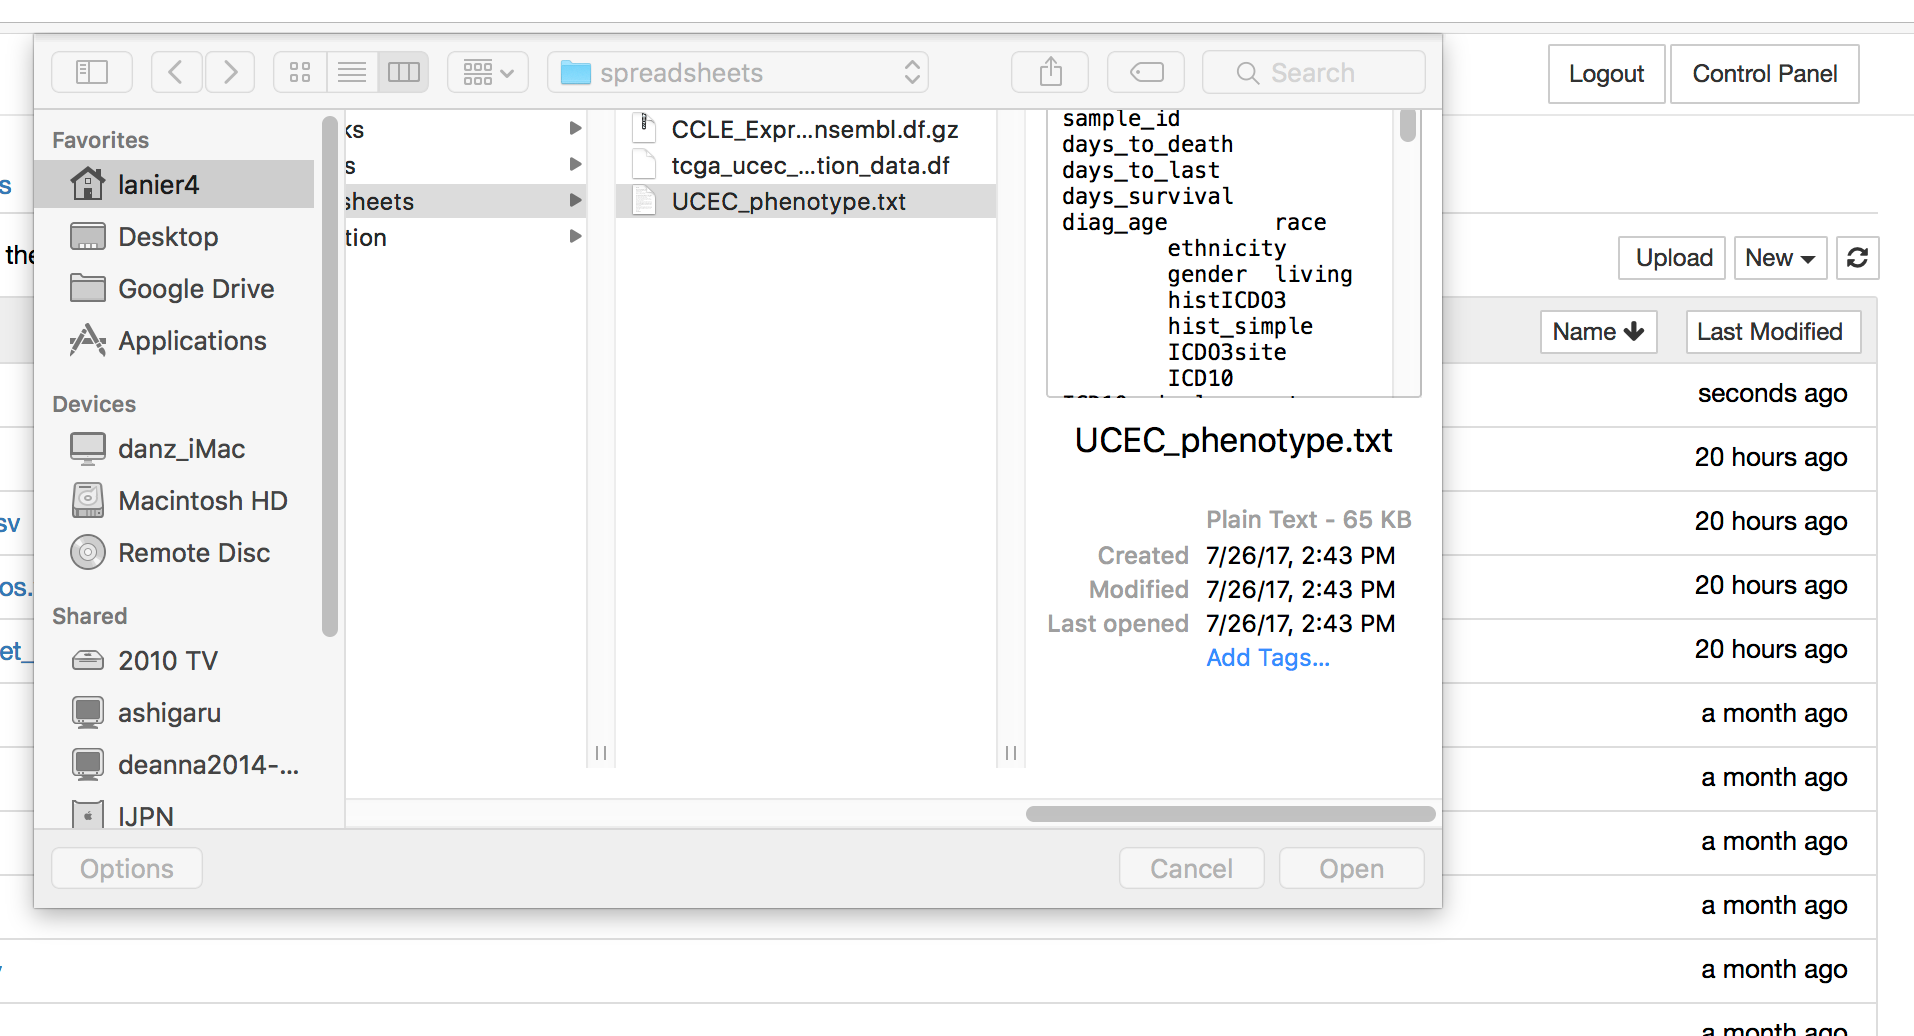 spreadsheets
Search
Logout
Control Panel
Favorites
lanier4
Desktop
Google Drive
Applications
Devices
danz_iMac
Macintosh HD
Remote Disc
Shared
2010 TV
ashigaru
deanna2014-...
IJPN
ks
s
sheets
tion
CCLE_Expr...nsembl.df.gz
tcga_ucec_...tion_data.df
UCEC_phenotype.txt
sample_id
days_to_death
days_to_last
days_survival
diag_age race
ethnicity
gender living
histICDO3
hist_simple
ICDO3site
ICD10
UCEC_phenotype.txt
Plain Text - 65 KB
Created 7/26/17, 2:43 PM
Modified 7/26/17, 2:43 PM
Last opened 7/26/17, 2:43 PM
Add Tags...
Options
Cancel
Open
s
the
Upload
New
Name
Last Modified
seconds ago
20 hours ago
sv
20 hours ago
os.
20 hours ago
et_
20 hours ago
a month ago
a month ago
a month ago
a month ago
a month ago
a month ago